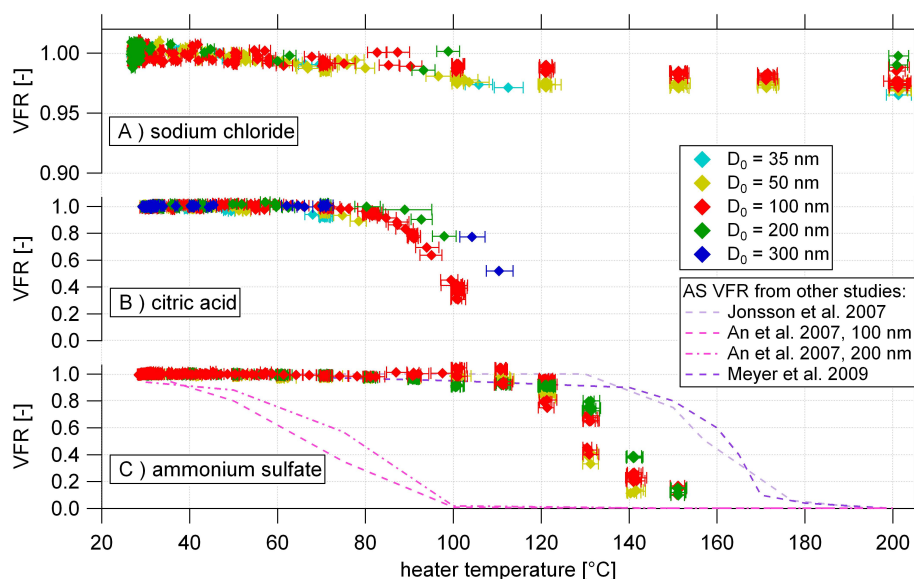 1.00
0.95
0.90
VFR [-]
A ) sodium chloride
D₀ = 35 nm
D₀ = 50 nm
D₀ = 100 nm
D₀ = 200 nm
D₀ = 300 nm
1.0
0.8
0.6
0.4
0.2
0.0
VFR [-]
B ) citric acid
AS VFR from other studies:
Jonsson et al. 2007
An et al. 2007, 100 nm
An et al. 2007, 200 nm
Meyer et al. 2009
1.0
0.8
0.6
0.4
0.2
0.0
VFR [-]
C ) ammonium sulfate
20 40 60 80 100 120 140 160 180 200
heater temperature [°C]